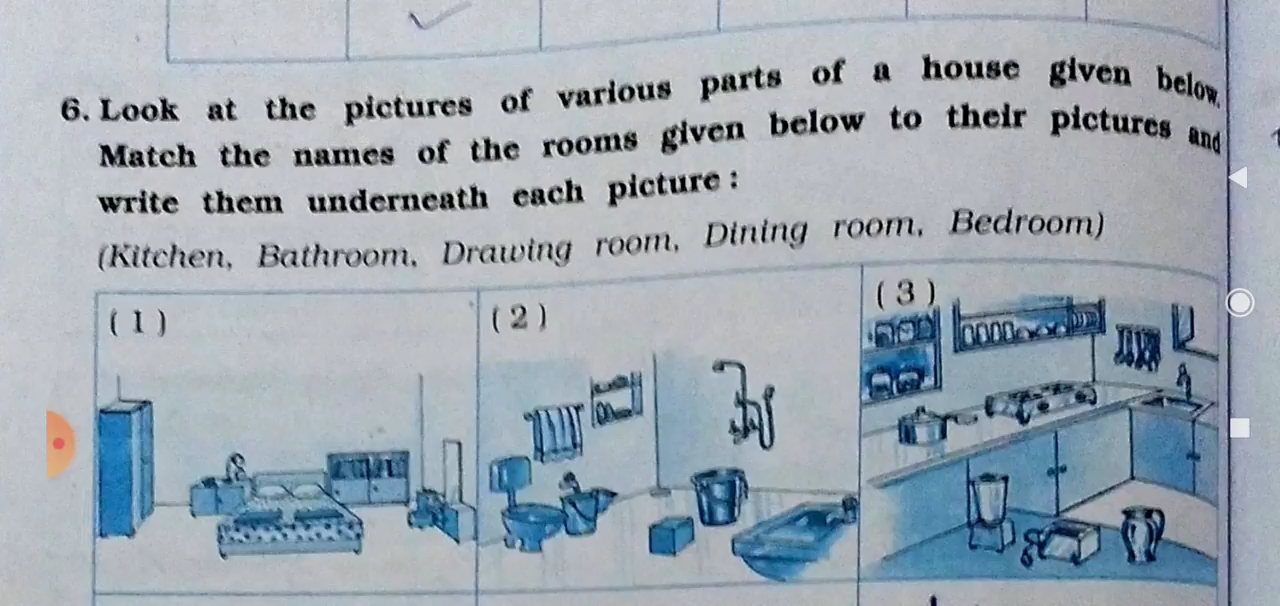 6. Look at the pictures of various parts of a house given below.
Match the names of the rooms given below to their pictures and
write them underneath each picture :
(Kitchen, Bathroom, Drawing room, Dining room, Bedroom)
(1)
(2)
(3)